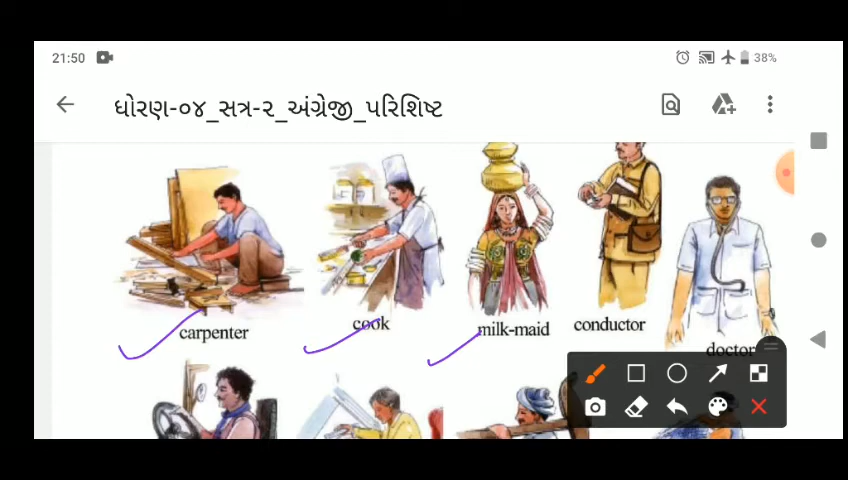 21:50
38%
ધોરણ-૦૪_સત્ર-૨_અંગ્રેજી_પરિશિષ્ટ
carpenter
cook
milk-maid
conductor
doctor